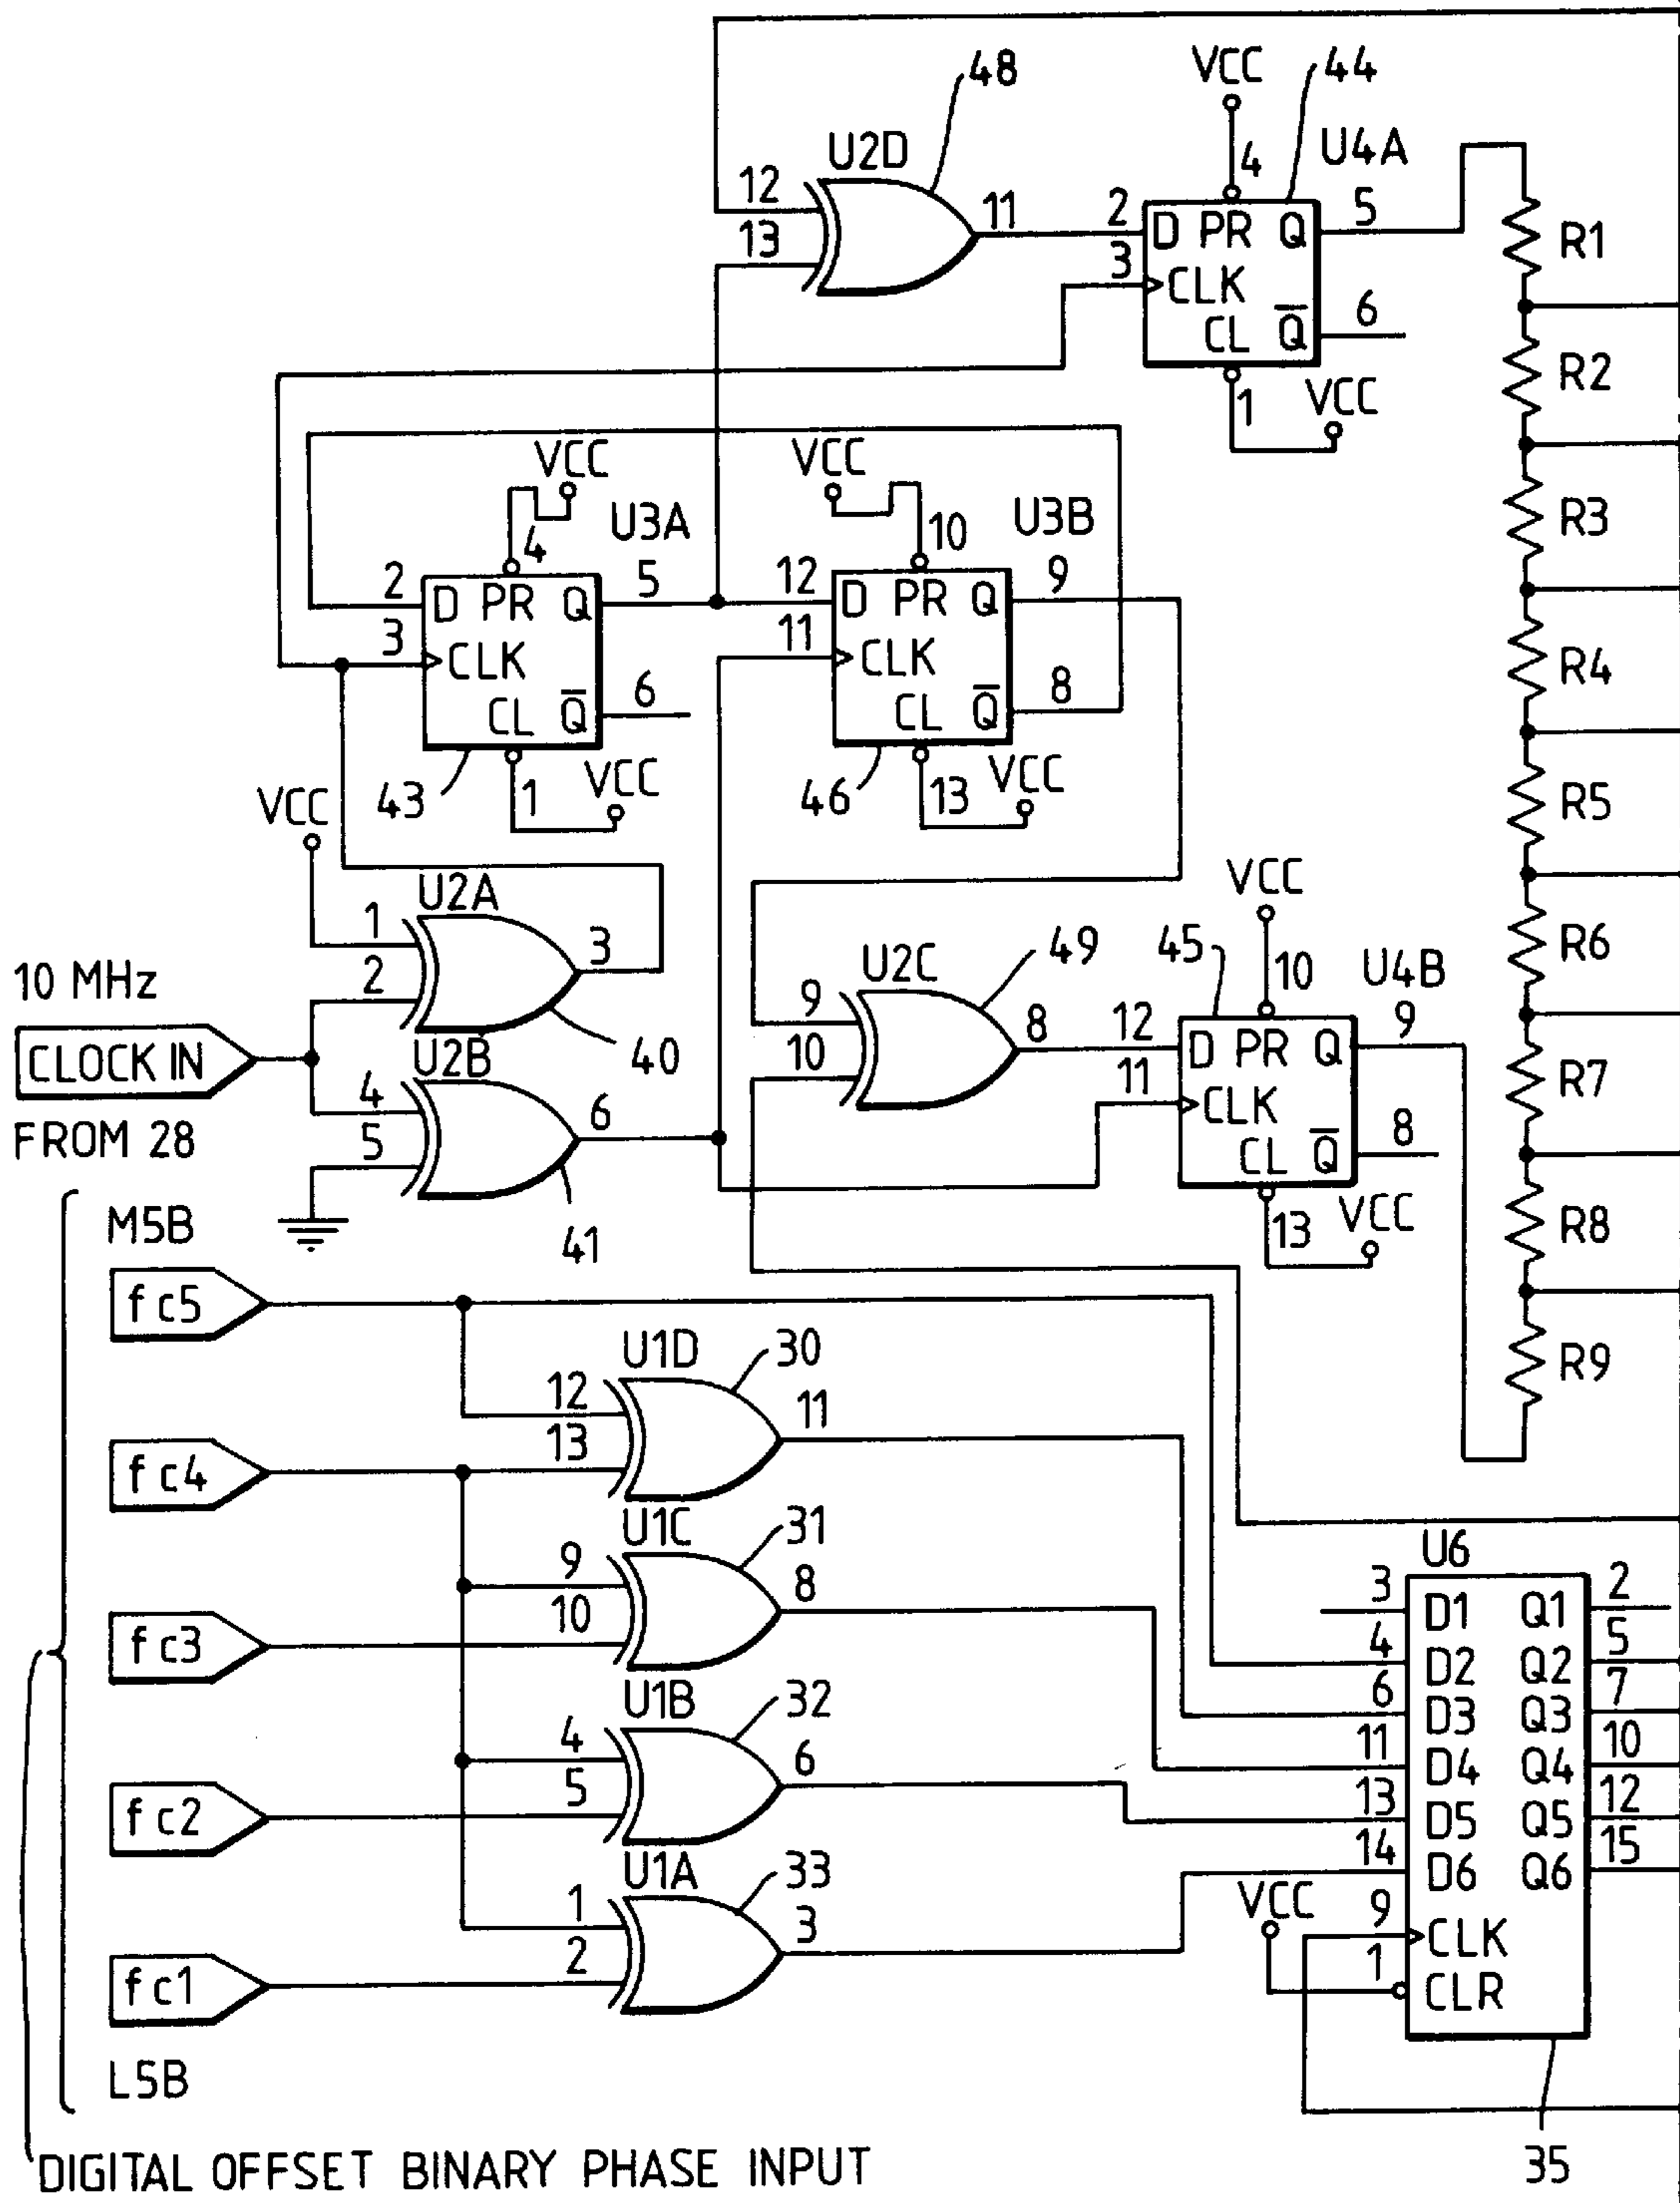 48
VCC
44
U2D
4
U4A
12
11
2
D PR Q
5
13
3
CLK
R1
CL Q̅
6
1
VCC
R2
VCC
VCC
U3A
4
10
U3B
R3
2
D PR Q
5
12
D PR Q
9
3
CLK
11
CLK
R4
CL Q̅
6
CL Q̅
8
43
1
VCC
46
13
VCC
R5
VCC
U2A
1
3
2
40
VCC
10 MHz
CLOCK IN
FROM 28
U2B
4
6
5
41
U2C
49
45
10
U4B
R6
9
8
12
D PR Q
9
10
11
CLK
R7
CL Q̅
8
13
VCC
R8
M5B
fc5
U1D
30
12
11
13
R9
fc4
U1C
31
9
8
10
fc3
U1B
32
4
6
5
fc2
U1A
33
1
3
2
fc1
L5B
U6
3
D1 Q1
2
4
D2 Q2
5
6
D3 Q3
7
11
D4 Q4
10
13
D5 Q5
12
14
D6 Q6
15
VCC
9
CLK
1
CLR
35
DIGITAL OFFSET BINARY PHASE INPUT